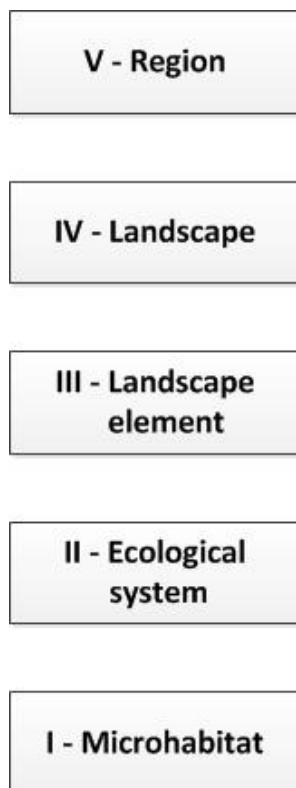 V - Region
IV - Landscape
III - Landscape
element
II - Ecological
system
I - Microhabitat